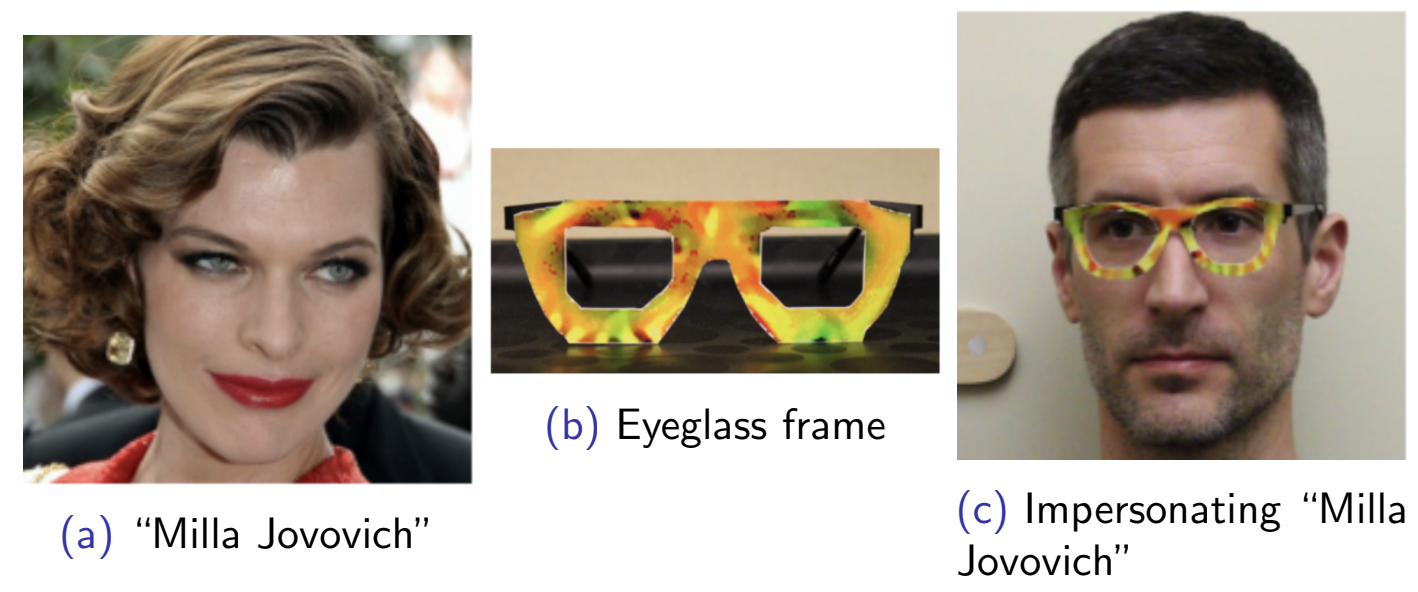 (a) “Milla Jovovich”
(b) Eyeglass frame
(c) Impersonating “Milla
Jovovich”